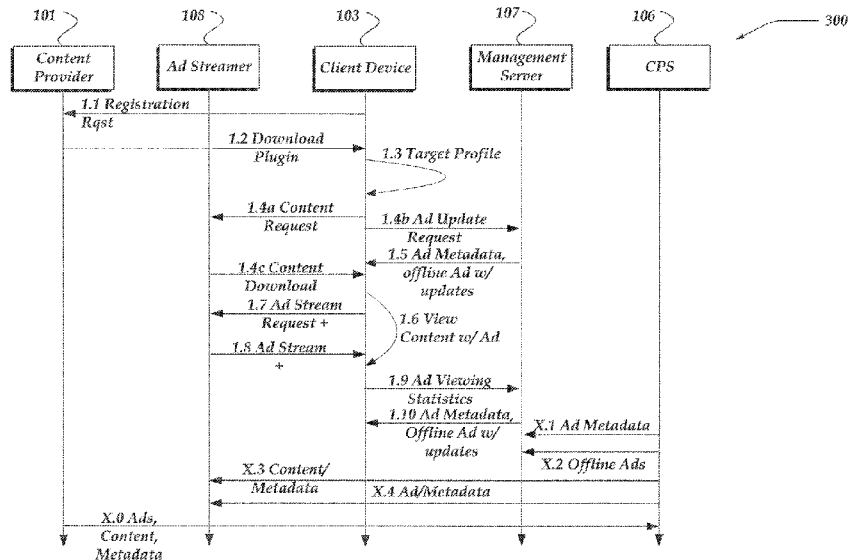 101
108
103
107
106
300
Content
Provider
Ad Streamer
Client Device
Management
Server
CPS
1.1 Registration
Rqst
1.2 Download
Plugin
1.3 Target Profile
1.4a Content
Request
1.4b Ad Update
Request
1.5 Ad Metadata,
offline Ad w/
updates
1.4c Content
Download
1.7 Ad Stream
Request +
1.6 View
Content w/ Ad
1.8 Ad Stream
+
1.9 Ad Viewing
Statistics
1.10 Ad Metadata,
Offline Ad w/
updates
X.1 Ad Metadata
X.2 Offline Ads
X.3 Content/
Metadata
X.4 Ad/Metadata
X.0 Ads,
Content,
Metadata